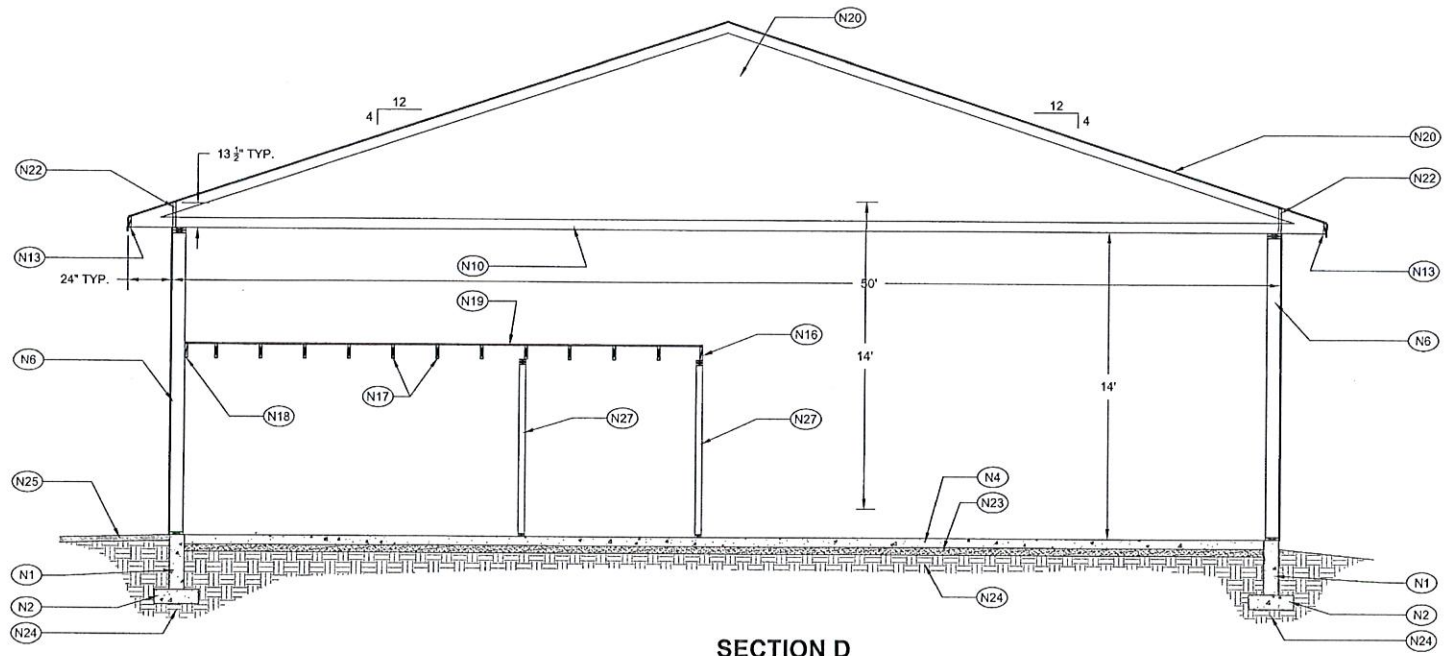 N20
12
4
12
4
13 ½" TYP.
N20
N22
N22
N13
N13
24" TYP.
N10
50'
N19
N16
N6
N6
14'
14'
N17
N18
N27
N27
N25
N4
N23
N1
N1
N2
N2
N24
N24
N24
SECTION D